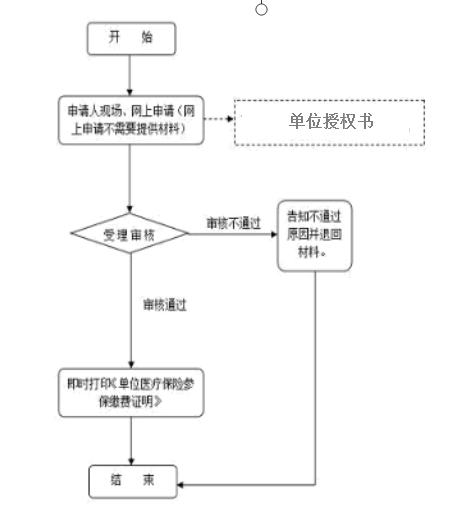 开 始
申请人现场、网上申请（网
上申请不需要提供材料）
单位授权书
受理审核
审核不通过
告知不通过
原因并退回
材料。
审核通过
即时打印《单位医疗保险参
保缴费证明》
结 束